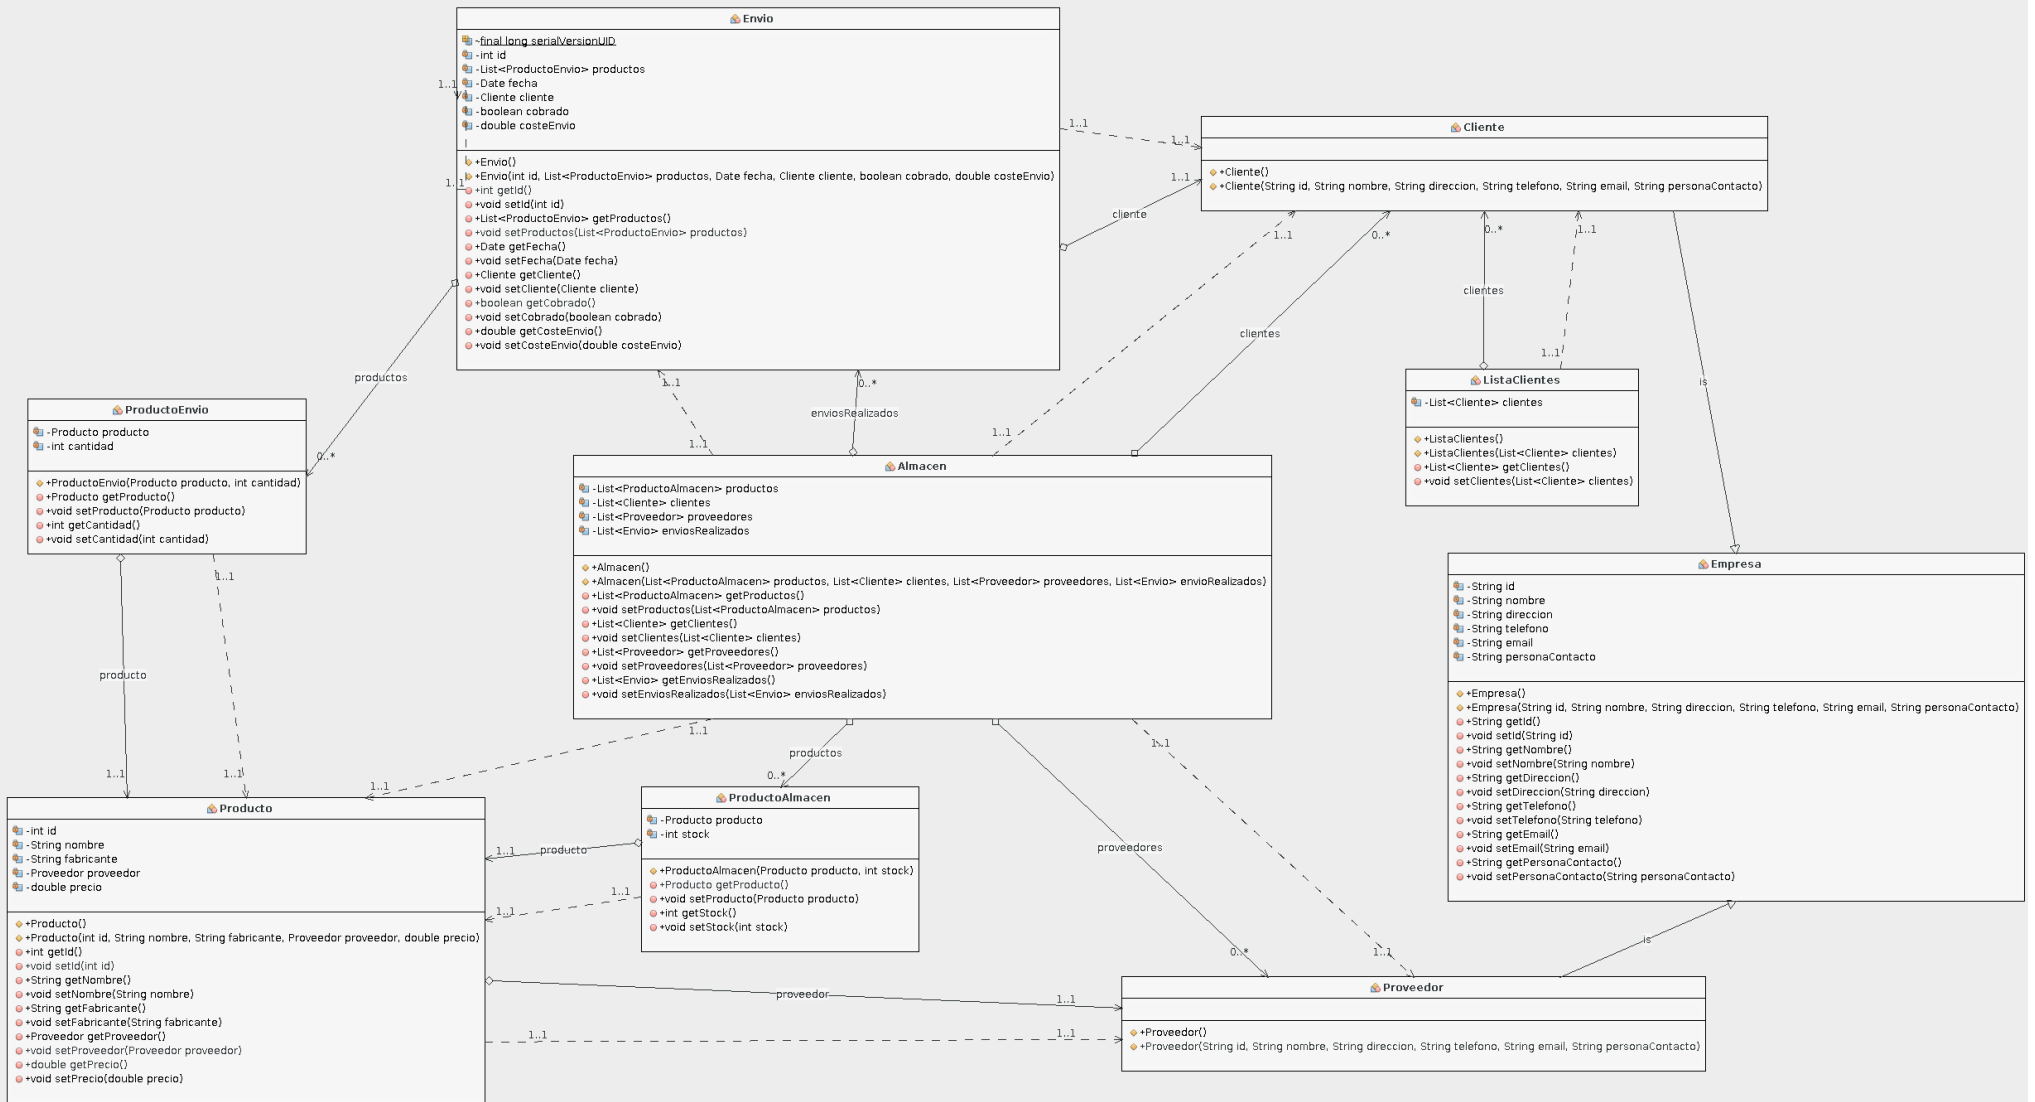 Envio
~final long serialVersionUID
-int id
-List<ProductoEnvio> productos
-Date fecha
-Cliente cliente
-boolean cobrado
-double costeEnvio
+Envio()
+Envio(int id, List<ProductoEnvio> productos, Date fecha, Cliente cliente, boolean cobrado, double costeEnvio)
+int getId()
+void setId(int id)
+List<ProductoEnvio> getProductos()
+void setProductos(List<ProductoEnvio> productos)
+Date getFecha()
+void setFecha(Date fecha)
+Cliente getCliente()
+void setCliente(Cliente cliente)
+boolean getCobrado()
+void setCobrado(boolean cobrado)
+double getCosteEnvio()
+void setCosteEnvio(double costeEnvio)
1..1
1..1
1..1
1..1
1..1
cliente
Cliente
+Cliente()
+Cliente(String id, String nombre, String direccion, String telefono, String email, String personaContacto)
1..1
0..*
0..*
1..1
clientes
clientes
1..1
is
productos
0..*
1..1
0..*
enviosRealizados
1..1
1..1
ListaClientes
-List<Cliente> clientes
+ListaClientes()
+ListaClientes(List<Cliente> clientes)
+List<Cliente> getClientes()
+void setClientes(List<Cliente> clientes)
ProductoEnvio
-Producto producto
-int cantidad
+ProductoEnvio(Producto producto, int cantidad)
+Producto getProducto()
+void setProducto(Producto producto)
+int getCantidad()
+void setCantidad(int cantidad)
Almacen
-List<ProductoAlmacen> productos
-List<Cliente> clientes
-List<Proveedor> proveedores
-List<Envio> enviosRealizados
+Almacen()
+Almacen(List<ProductoAlmacen> productos, List<Cliente> clientes, List<Proveedor> proveedores, List<Envio> envioRealizados)
+List<ProductoAlmacen> getProductos()
+void setProductos(List<ProductoAlmacen> productos)
+List<Cliente> getClientes()
+void setClientes(List<Cliente> clientes)
+List<Proveedor> getProveedores()
+void setProveedores(List<Proveedor> proveedores)
+List<Envio> getEnviosRealizados()
+void setEnviosRealizados(List<Envio> enviosRealizados)
Empresa
-String id
-String nombre
-String direccion
-String telefono
-String email
-String personaContacto
+Empresa()
+Empresa(String id, String nombre, String direccion, String telefono, String email, String personaContacto)
+String getId()
+void setId(String id)
+String getNombre()
+void setNombre(String nombre)
+String getDireccion()
+void setDireccion(String direccion)
+String getTelefono()
+void setTelefono(String telefono)
+String getEmail()
+void setEmail(String email)
+String getPersonaContacto()
+void setPersonaContacto(String personaContacto)
1..1
producto
1..1
1..1
1..1
1..1
productos
0..*
1..1
proveedores
0..*
1..1
is
Producto
-int id
-String nombre
-String fabricante
-Proveedor proveedor
-double precio
+Producto()
+Producto(int id, String nombre, String fabricante, Proveedor proveedor, double precio)
+int getId()
+void setId(int id)
+String getNombre()
+void setNombre(String nombre)
+String getFabricante()
+void setFabricante(String fabricante)
+Proveedor getProveedor()
+void setProveedor(Proveedor proveedor)
+double getPrecio()
+void setPrecio(double precio)
1..1
producto
1..1
1..1
ProductoAlmacen
-Producto producto
-int stock
+ProductoAlmacen(Producto producto, int stock)
+Producto getProducto()
+void setProducto(Producto producto)
+int getStock()
+void setStock(int stock)
proveedor
1..1
1..1
1..1
Proveedor
+Proveedor()
+Proveedor(String id, String nombre, String direccion, String telefono, String email, String personaContacto)